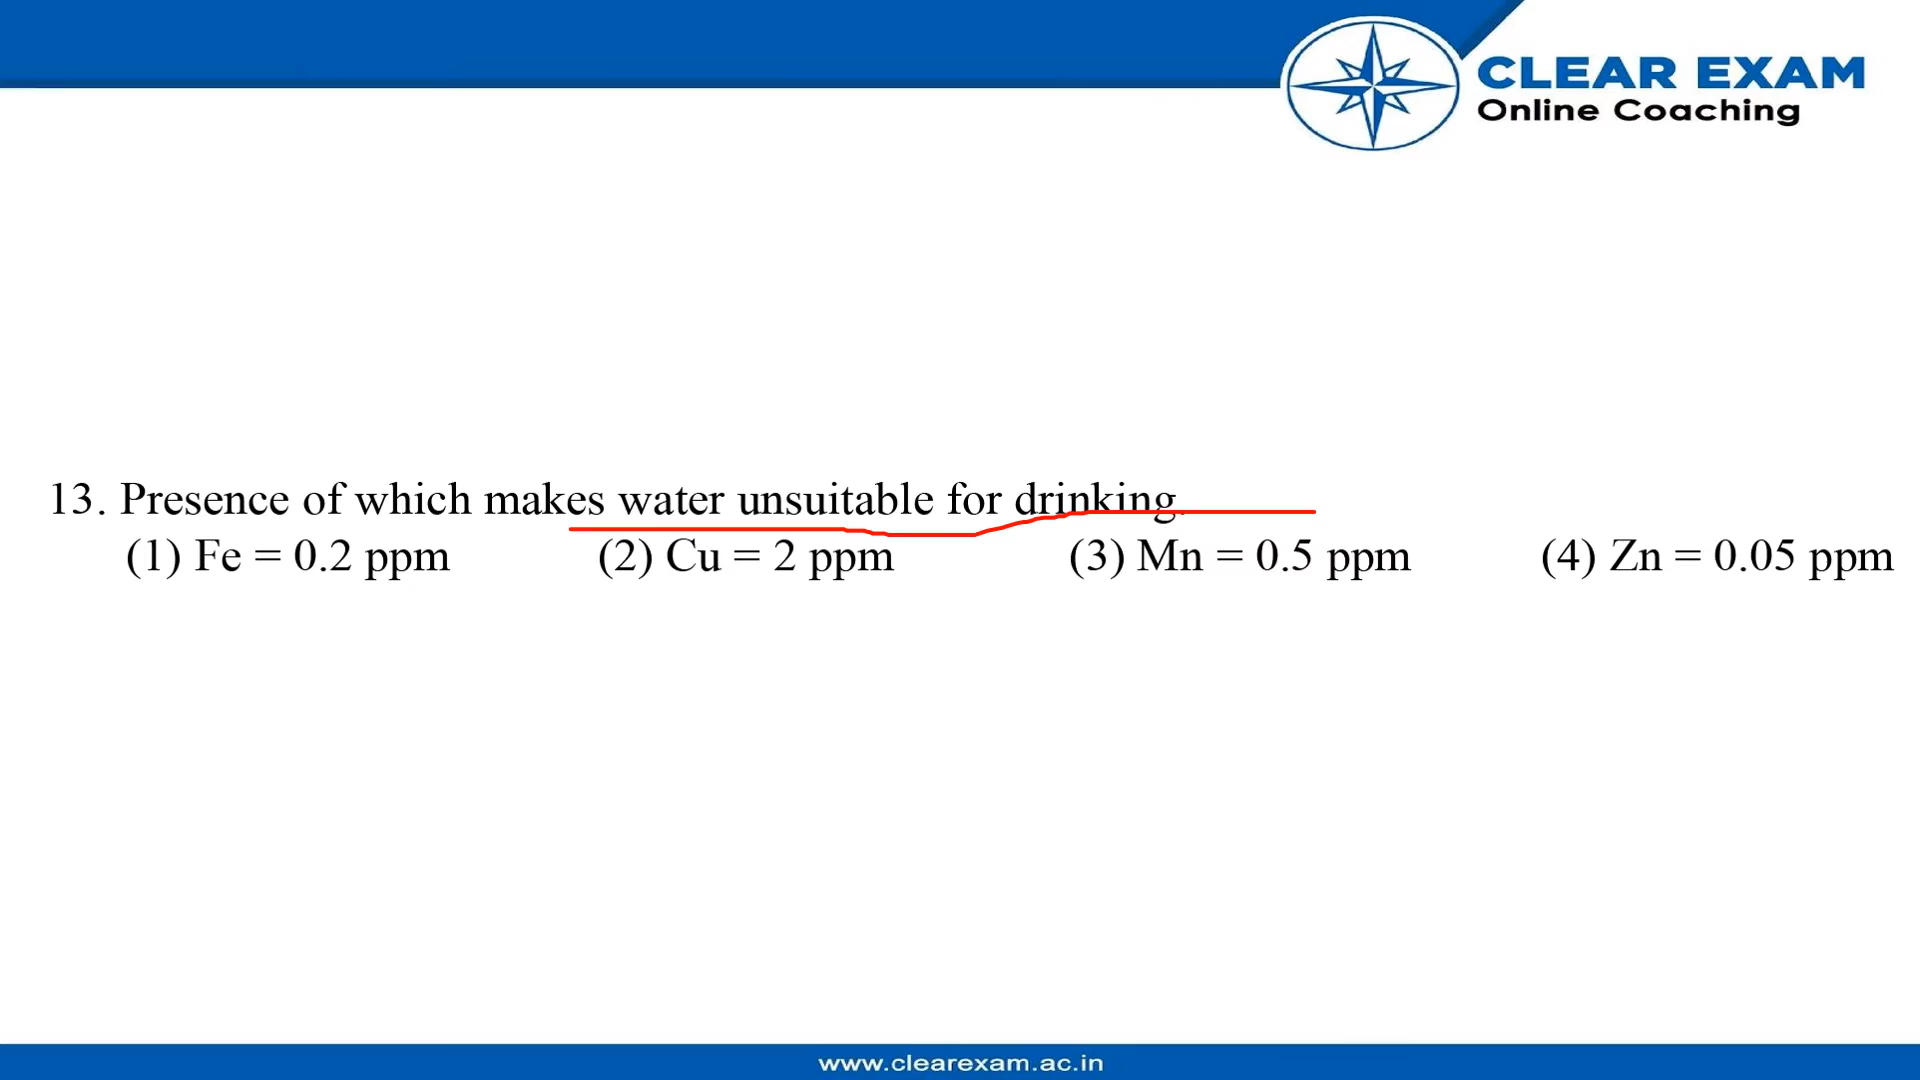 CLEAR EXAM
Online Coaching
13. Presence of which makes water unsuitable for drinking.
(1) Fe = 0.2 ppm (2) Cu = 2 ppm (3) Mn = 0.5 ppm (4) Zn = 0.05 ppm
www.clearexam.ac.in